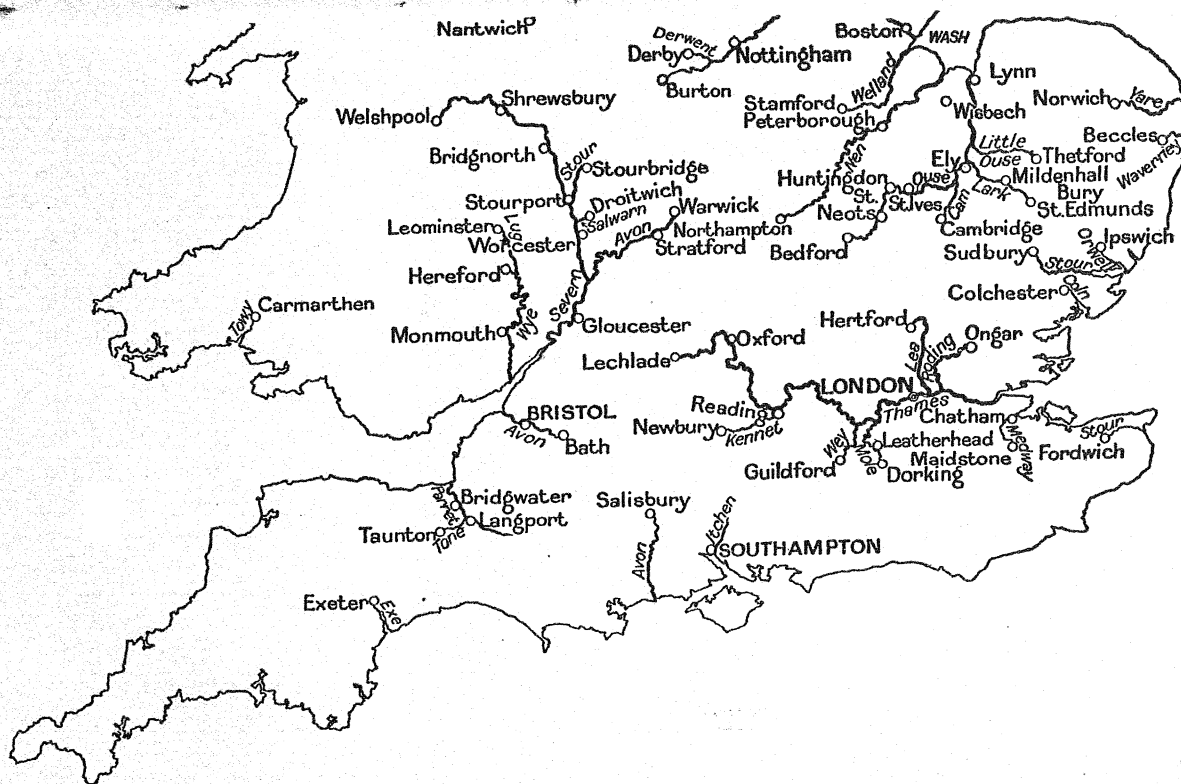 Nantwich
Derwent
Derby
Nottingham
Burton
Boston
WASH
Welland
Lynn
Stamford
Peterborough
Wisbech
Norwich
Yare
Welshpool
Shrewsbury
Bridgnorth
Stour
Stourbridge
Nen
Ely
Little
Ouse
Thetford
Beccles
Waverney
Stourport
Droitwich
Salwarn
Warwick
Huntingdon
Ouse
St.
Neots
St.Ives
Cam
Lark
Mildenhall
Bury
St.Edmunds
Leominster
Lugg
Worcester
Avon
Stratford
Northampton
Bedford
Cambridge
Sudbury
Stour
Orwell
Ipswich
Hereford
Severn
Colchester
Coln
Towy
Carmarthen
Monmouth
Wye
Gloucester
Lechlade
Oxford
Hertford
Lea
Roding
Ongar
LONDON
Thames
Reading
Newbury
Kennet
BRISTOL
Avon
Bath
Wey
Mole
Guildford
Leatherhead
Dorking
Chatham
Medway
Maidstone
Stour
Fordwich
Parret
Bridgwater
Langport
Taunton
Tone
Salisbury
Avon
Itchen
SOUTHAMPTON
Exeter
Exe